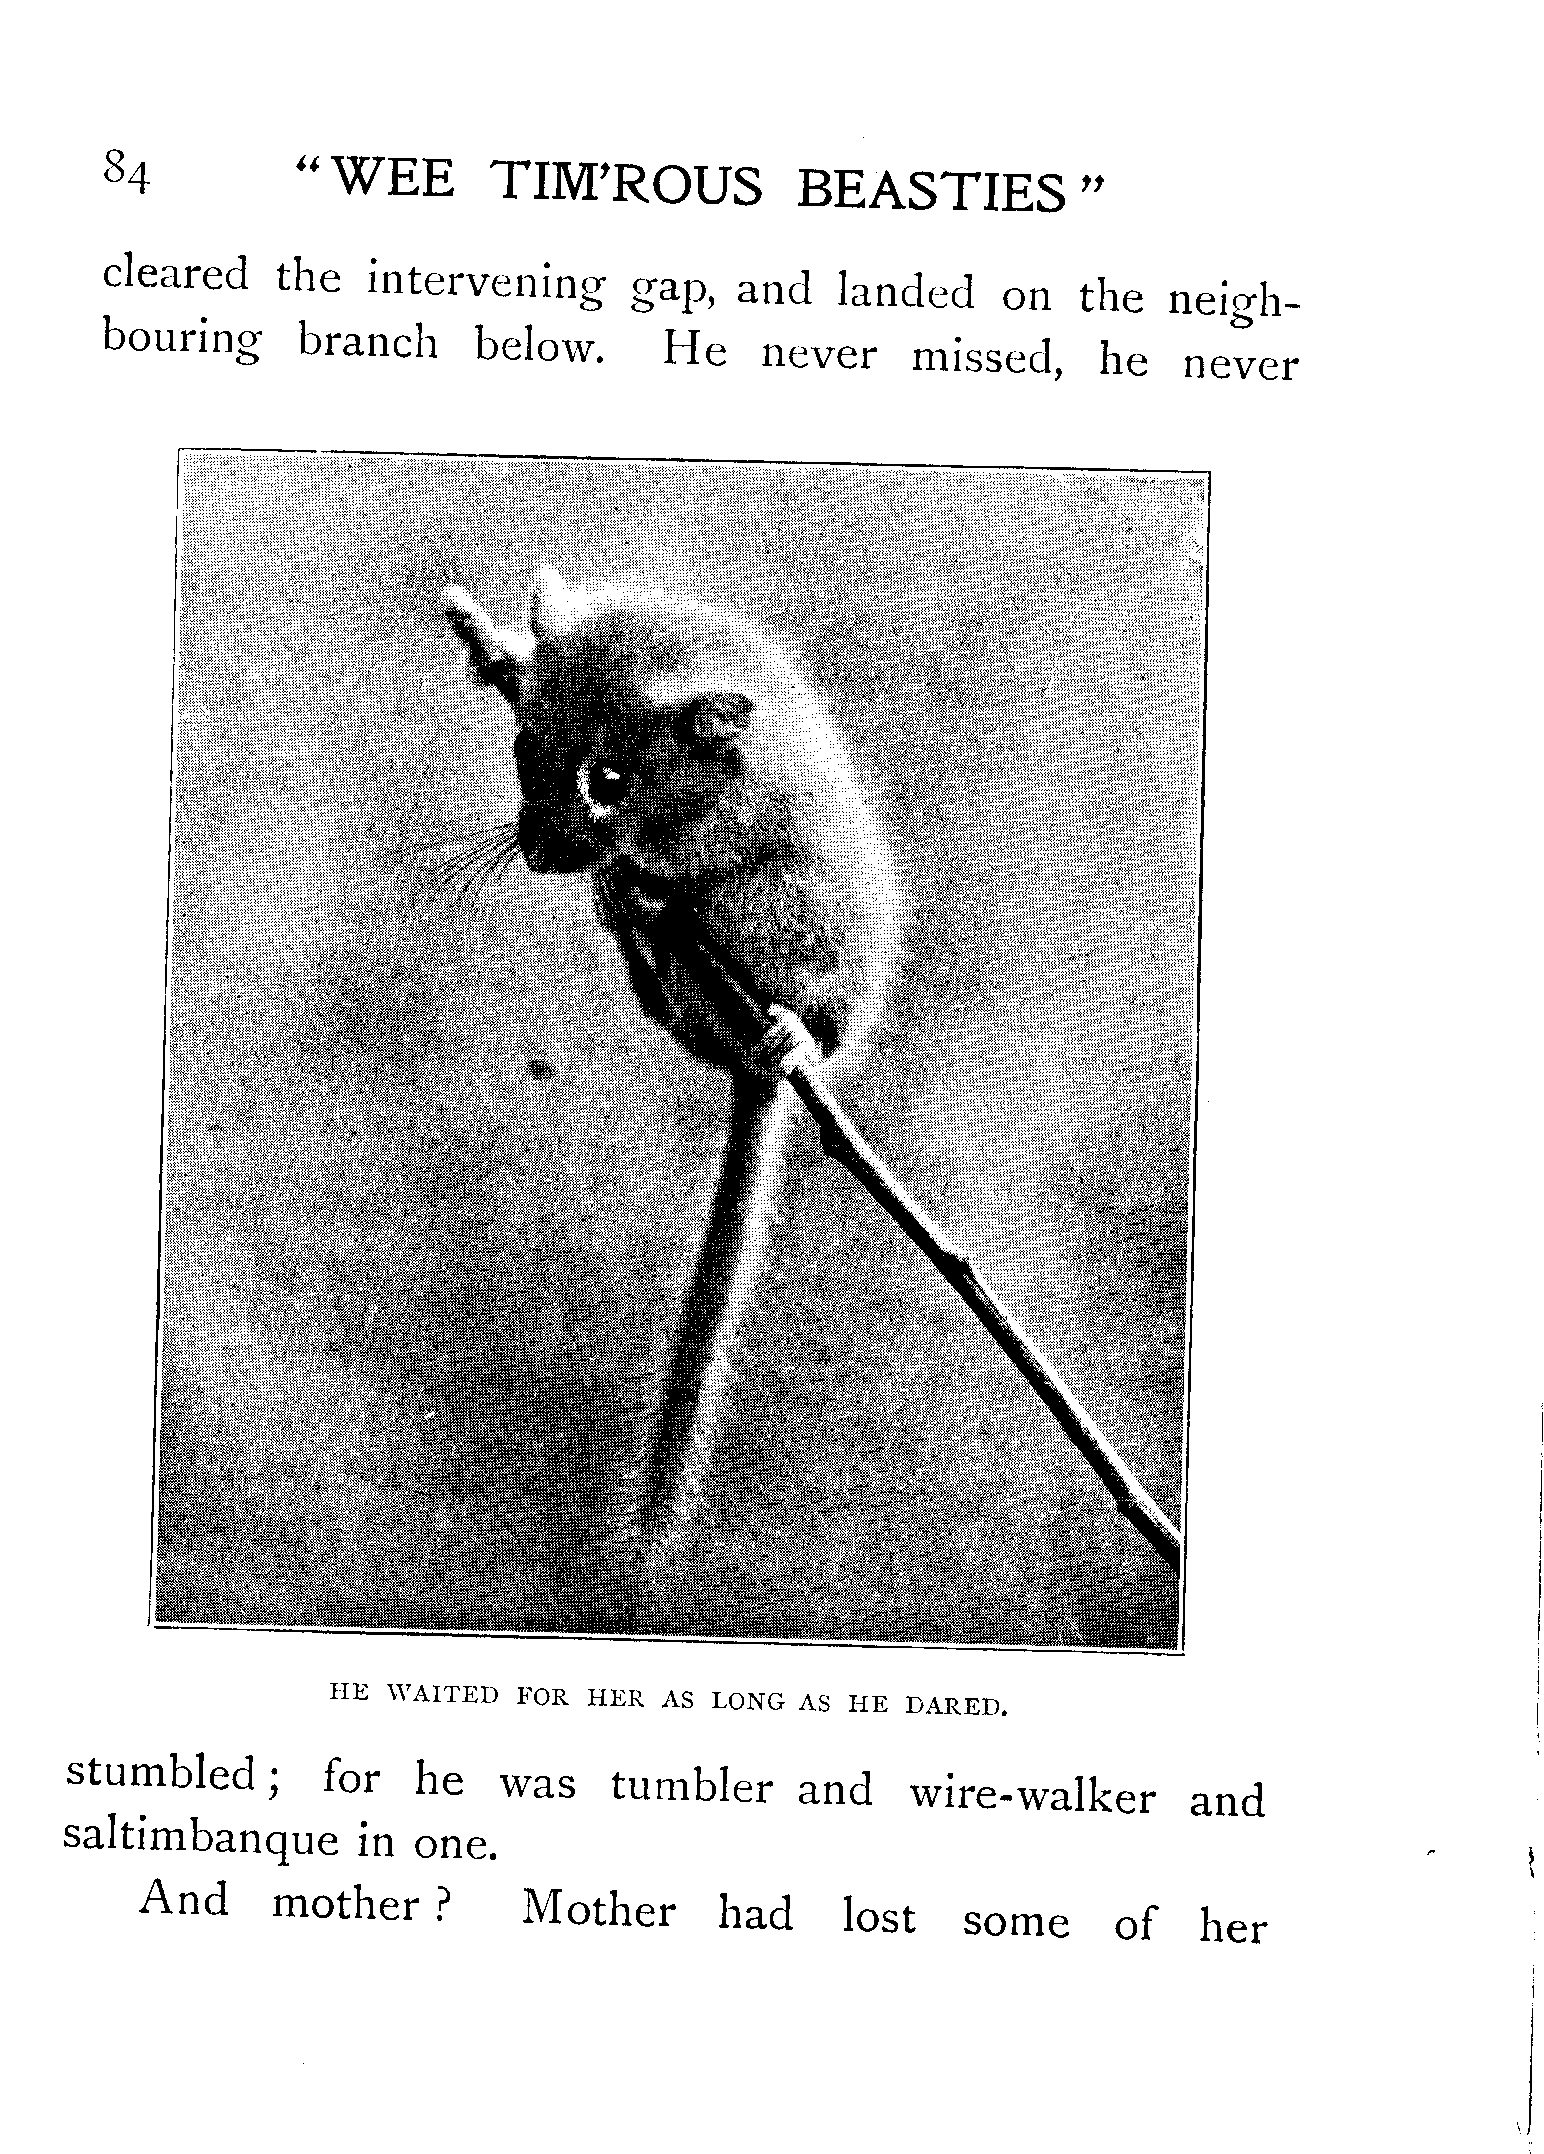 84 "WEE TIM'ROUS BEASTIES"
cleared the intervening gap, and landed on the neigh-
bouring branch below. He never missed, he never
HE WAITED FOR HER AS LONG AS HE DARED.
stumbled; for he was tumbler and wire-walker and
saltimbanque in one.
And mother? Mother had lost some of her